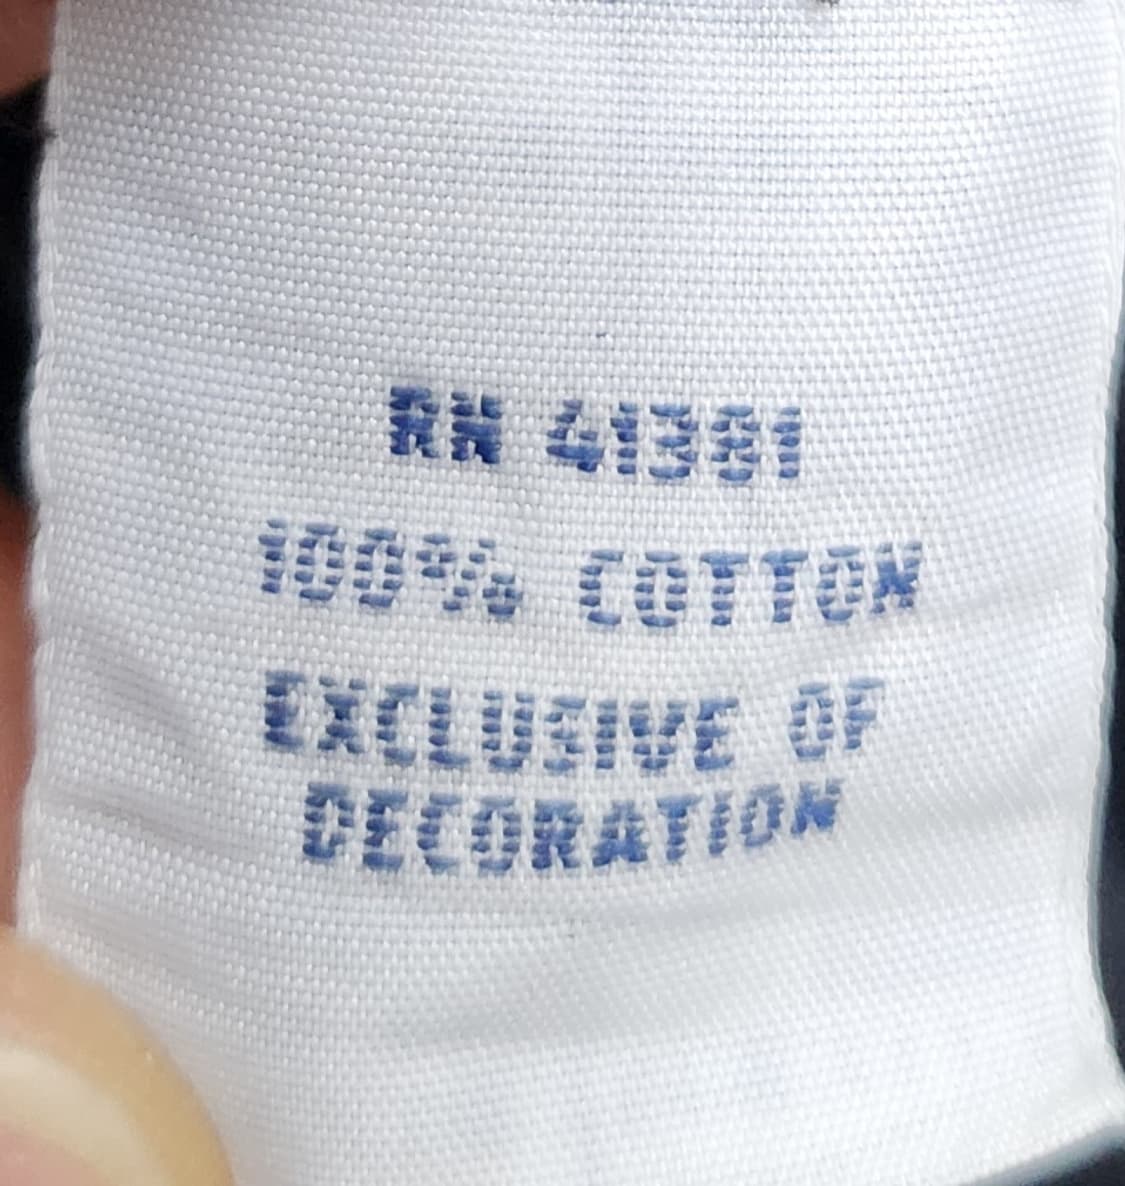 RN 41381
100% COTTON
EXCLUSIVE OF
DECORATION